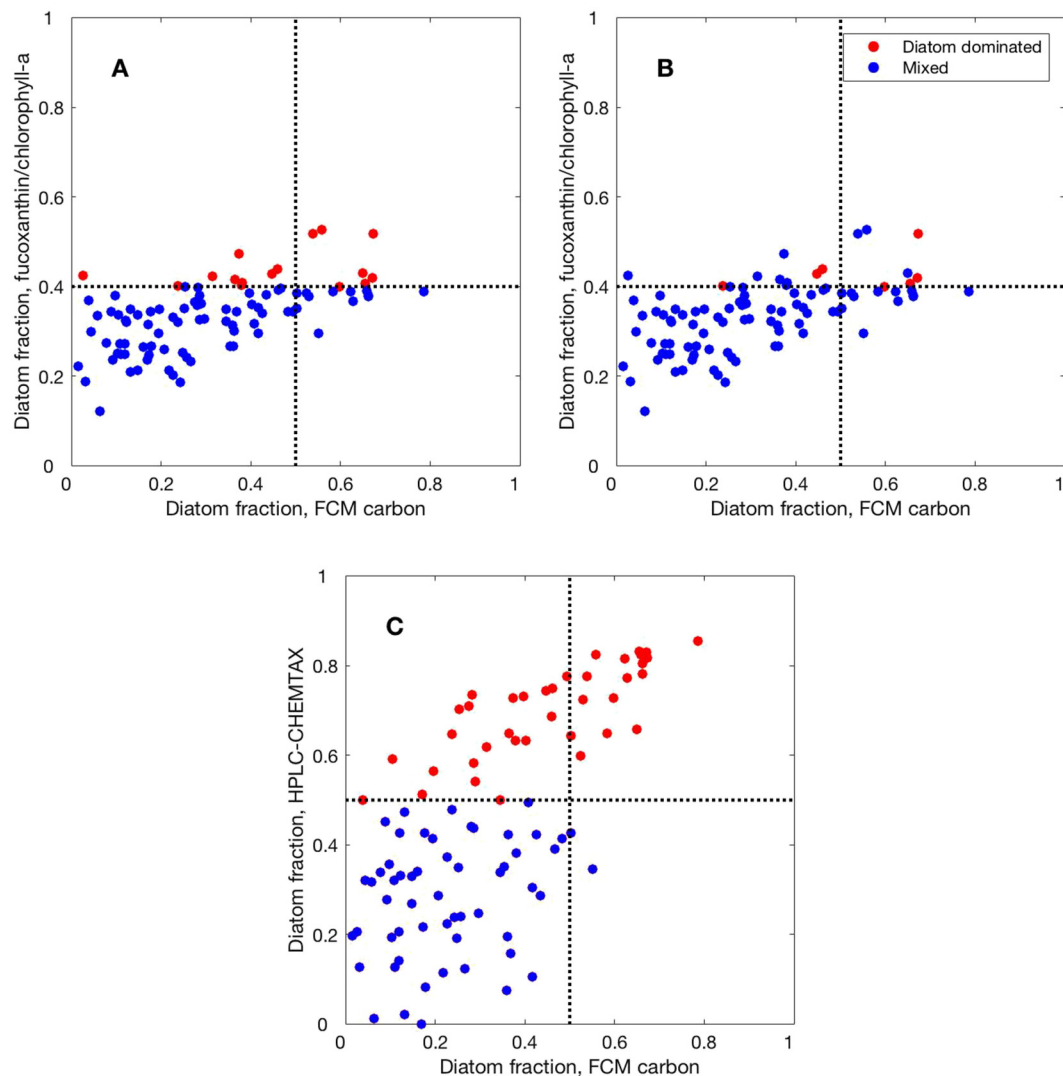 A
Diatom fraction, fucoxanthin/chlorophyll-a
1
0.8
0.6
0.4
0.2
0
0 0.2 0.4 0.6 0.8 1
Diatom fraction, FCM carbon
B
Diatom dominated
Mixed
Diatom fraction, fucoxanthin/chlorophyll-a
1
0.8
0.6
0.4
0.2
0
0 0.2 0.4 0.6 0.8 1
Diatom fraction, FCM carbon
C
Diatom fraction, HPLC-CHEMTAX
1
0.8
0.6
0.4
0.2
0
0 0.2 0.4 0.6 0.8 1
Diatom fraction, FCM carbon